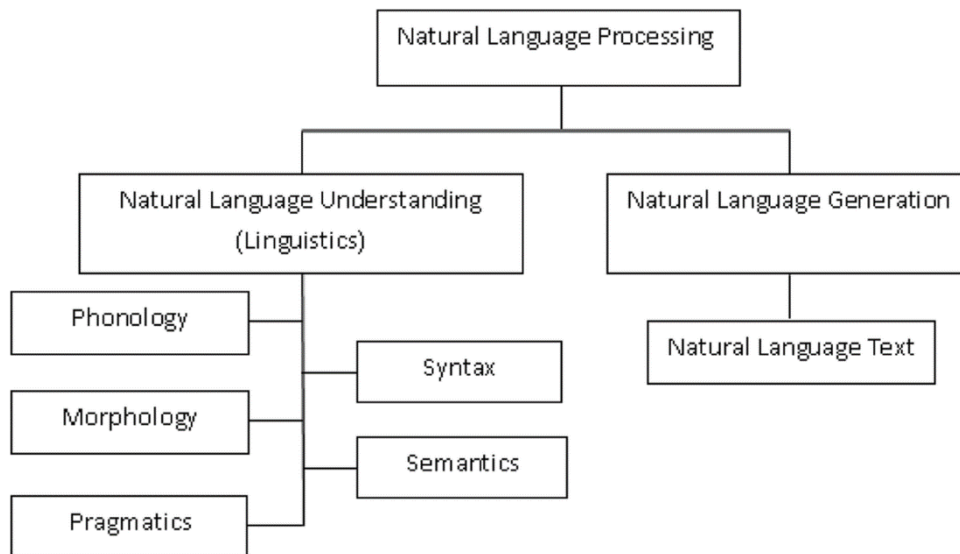 Natural Language Processing
Natural Language Understanding
(Linguistics)
Natural Language Generation
Phonology
Syntax
Natural Language Text
Morphology
Semantics
Pragmatics